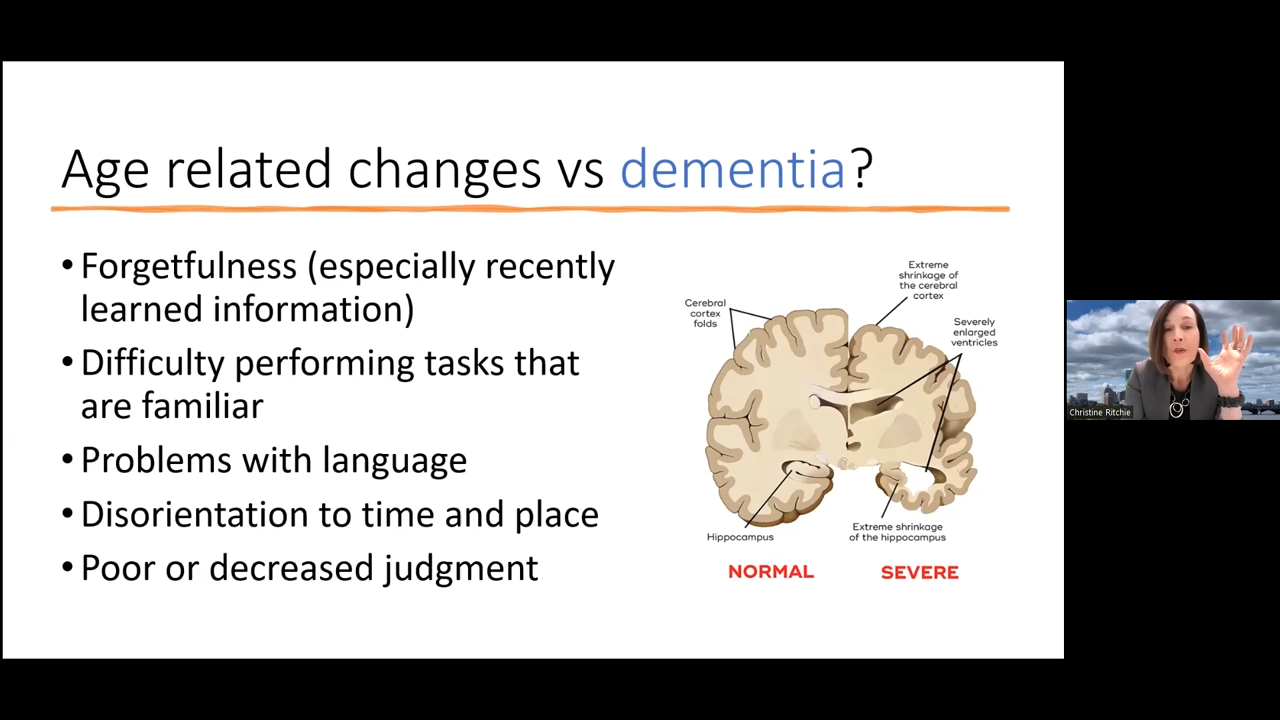 Age related changes vs dementia?
• Forgetfulness (especially recently
learned information)
• Difficulty performing tasks that
are familiar
• Problems with language
• Disorientation to time and place
• Poor or decreased judgment
Cerebral
cortex
folds
Extreme
shrinkage of
the cerebral
cortex
Severely
enlarged
ventricles
Hippocampus
Extreme shrinkage
of the hippocampus
NORMAL
SEVERE
Christine Ritchie